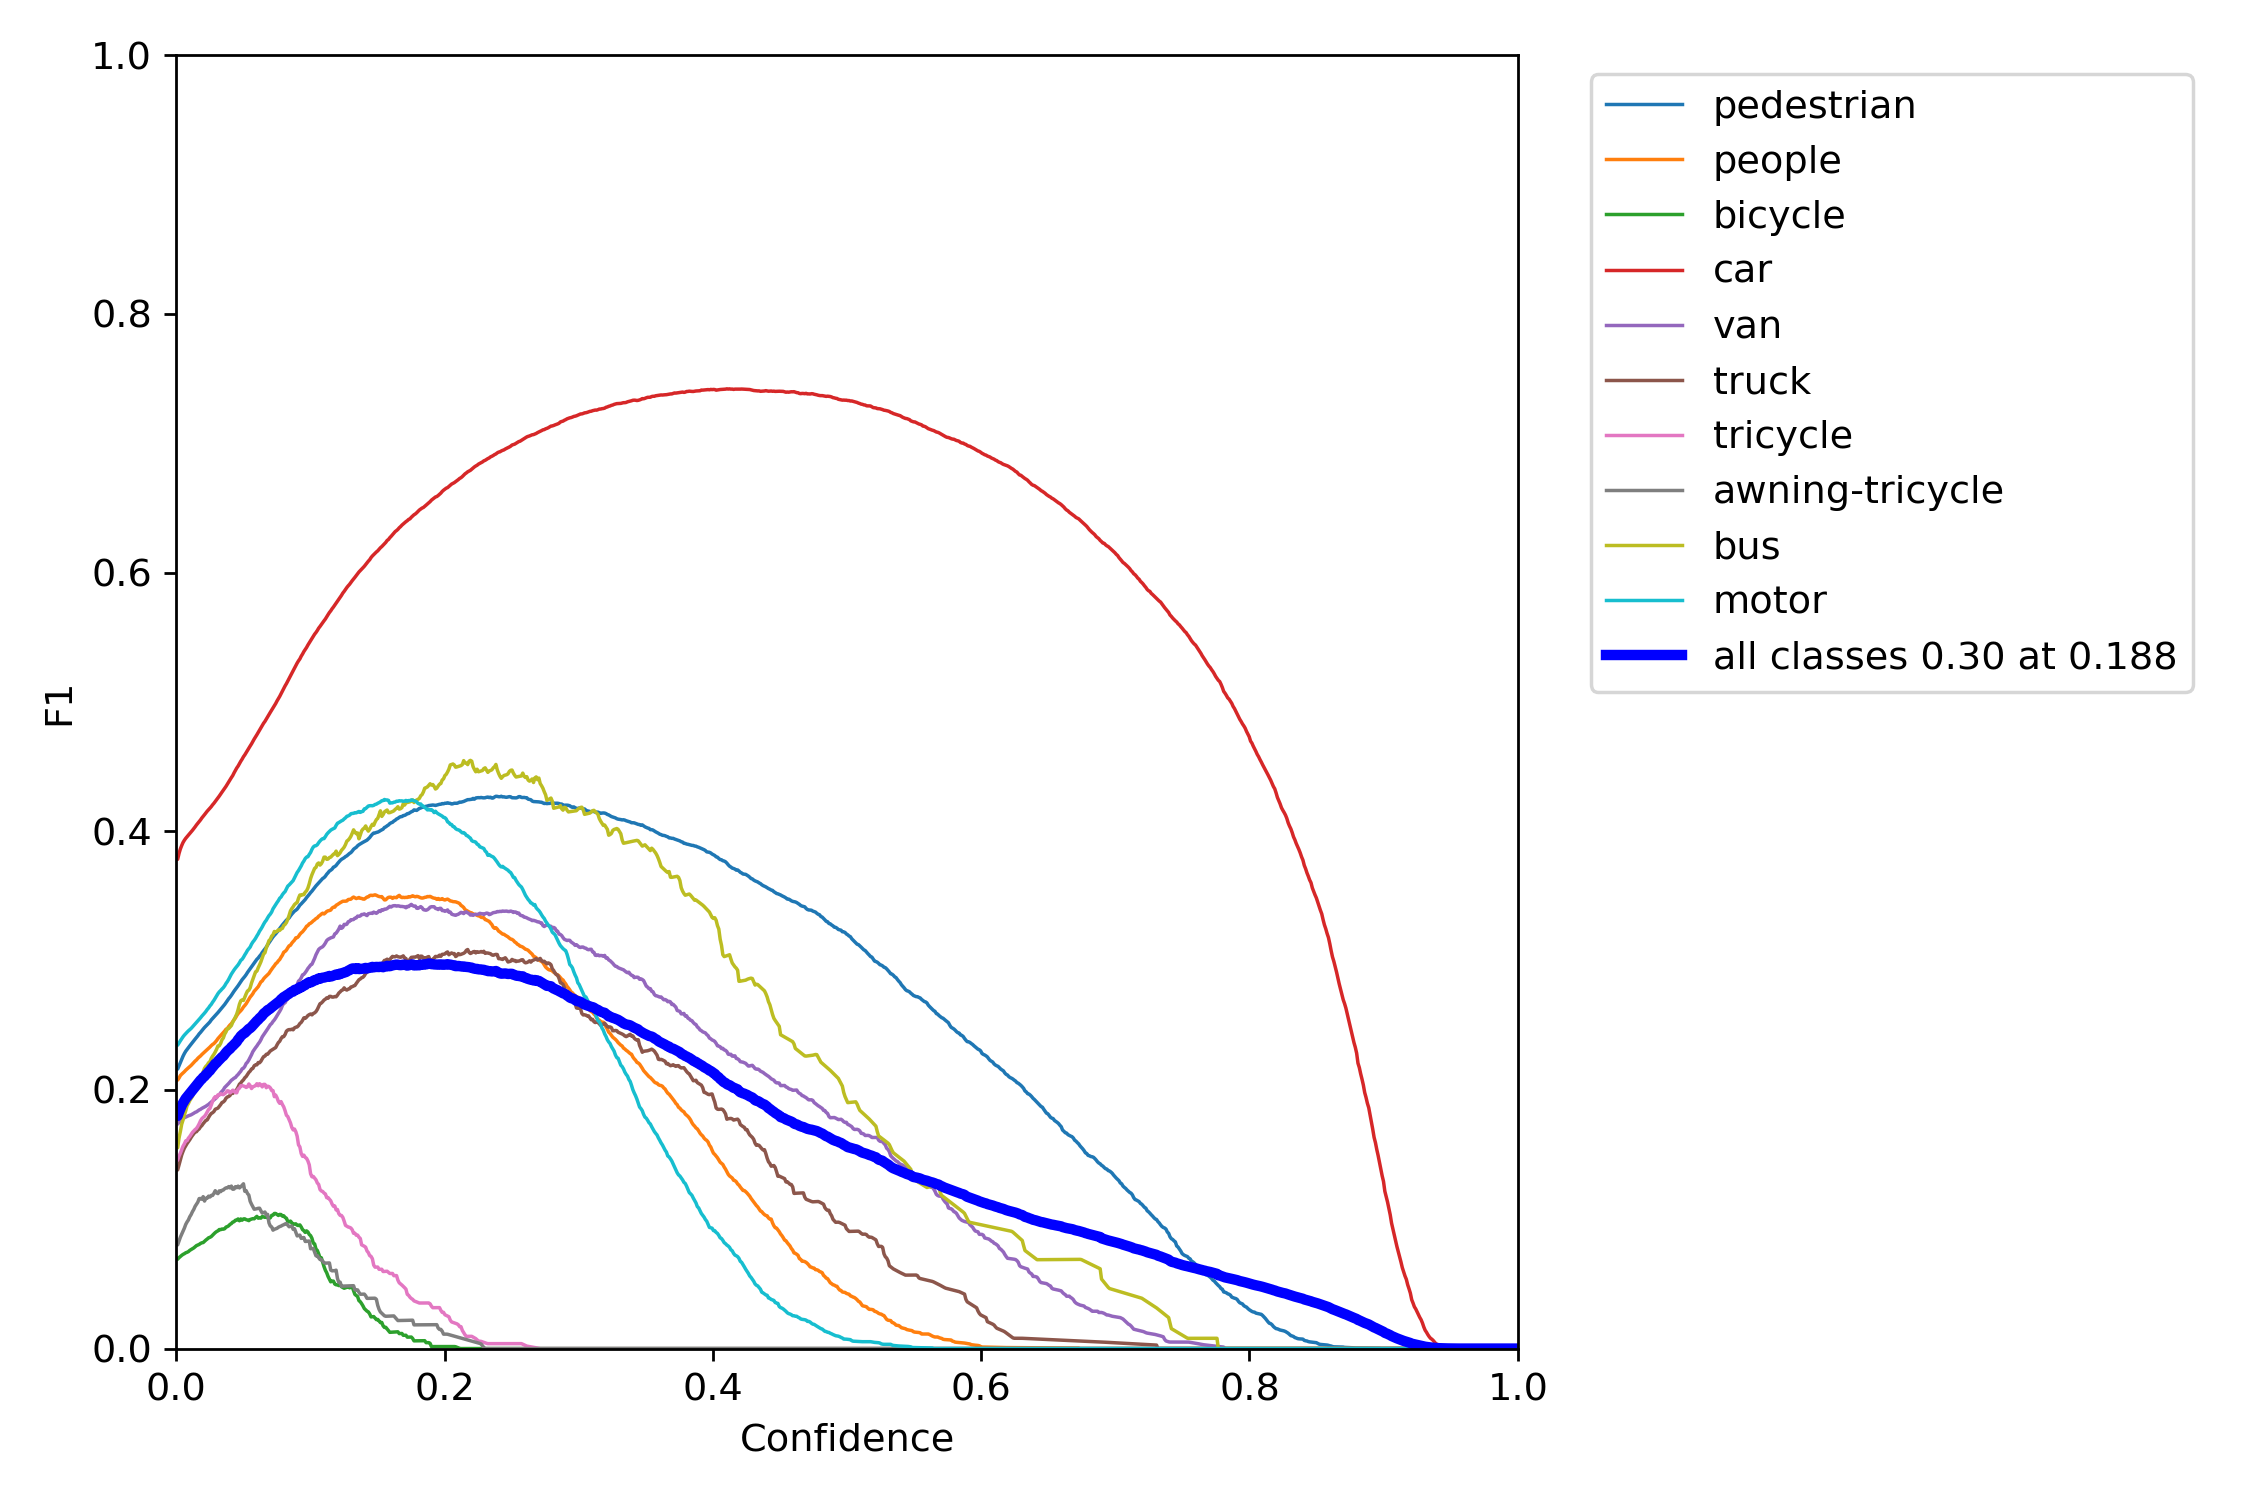 1.0
0.8
0.6
0.4
0.2
0.0
F1
0.0 0.2 0.4 0.6 0.8 1.0
Confidence
pedestrian
people
bicycle
car
van
truck
tricycle
awning-tricycle
bus
motor
all classes 0.30 at 0.188